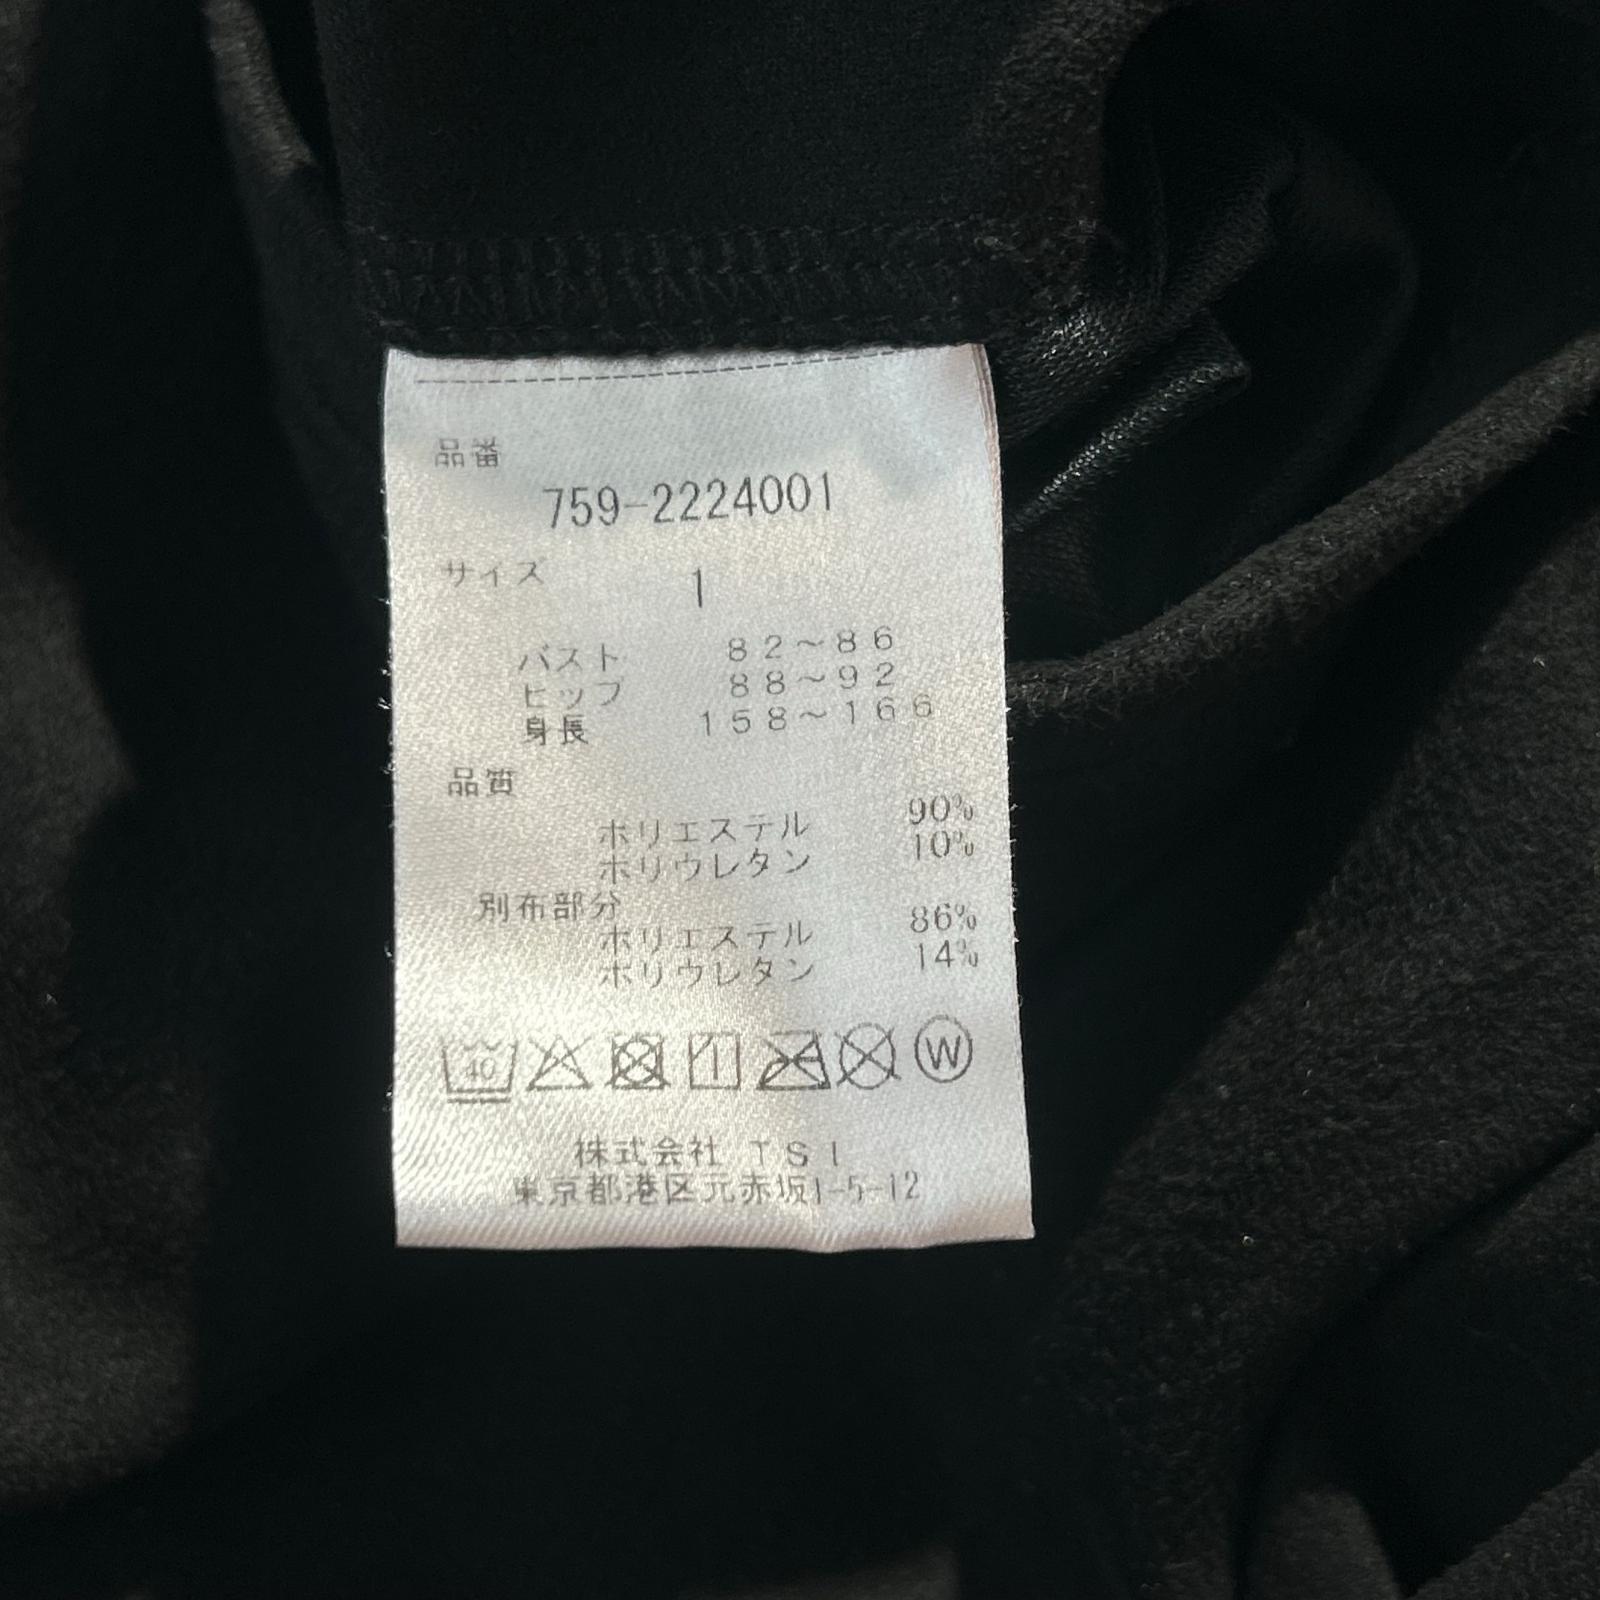 品番
759-2224001
サイズ 1
バスト 82～86
ヒップ 88～92
身長 158～166
品質
ポリエステル 90%
ポリウレタン 10%
別布部分
ポリエステル 86%
ポリウレタン 14%
40 W
株式会社 TSI
東京都港区元赤坂1-5-12